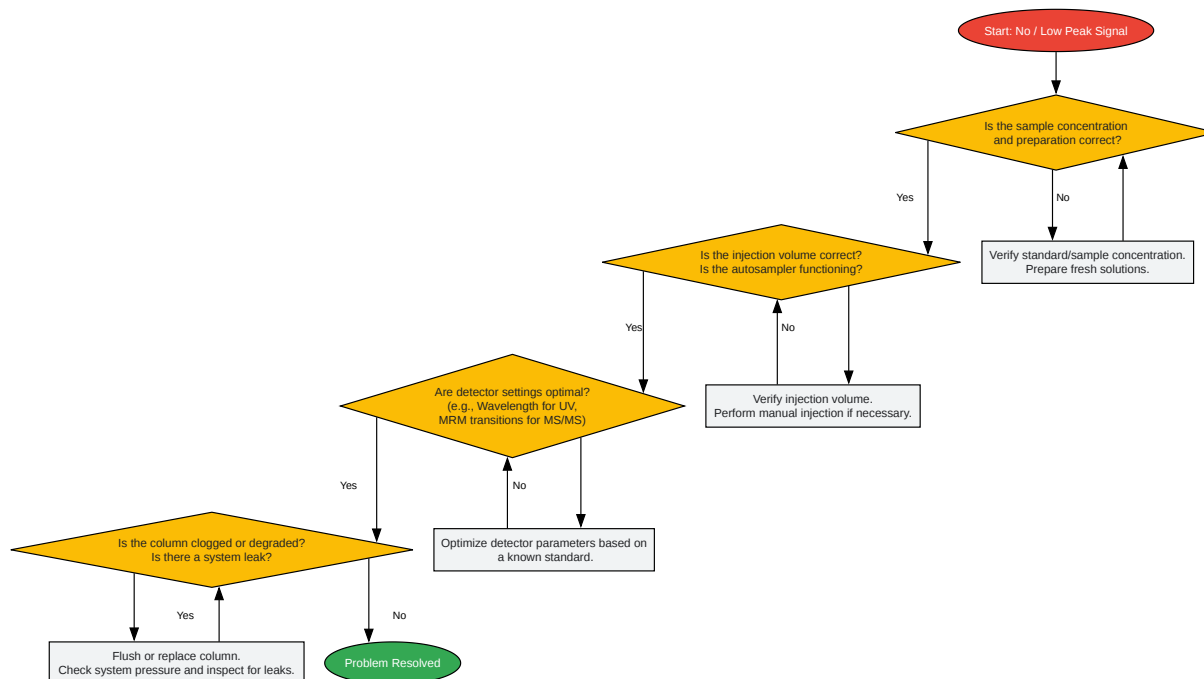 Start: No / Low Peak Signal
Is the sample concentration
and preparation correct?
Yes
No
Is the injection volume correct?
Is the autosampler functioning?
Verify standard/sample concentration.
Prepare fresh solutions.
Yes
No
Are detector settings optimal?
(e.g., Wavelength for UV,
MRM transitions for MS/MS)
Verify injection volume.
Perform manual injection if necessary.
Yes
No
Is the column clogged or degraded?
Is there a system leak?
Optimize detector parameters based on
a known standard.
Yes
No
Flush or replace column.
Check system pressure and inspect for leaks.
Problem Resolved